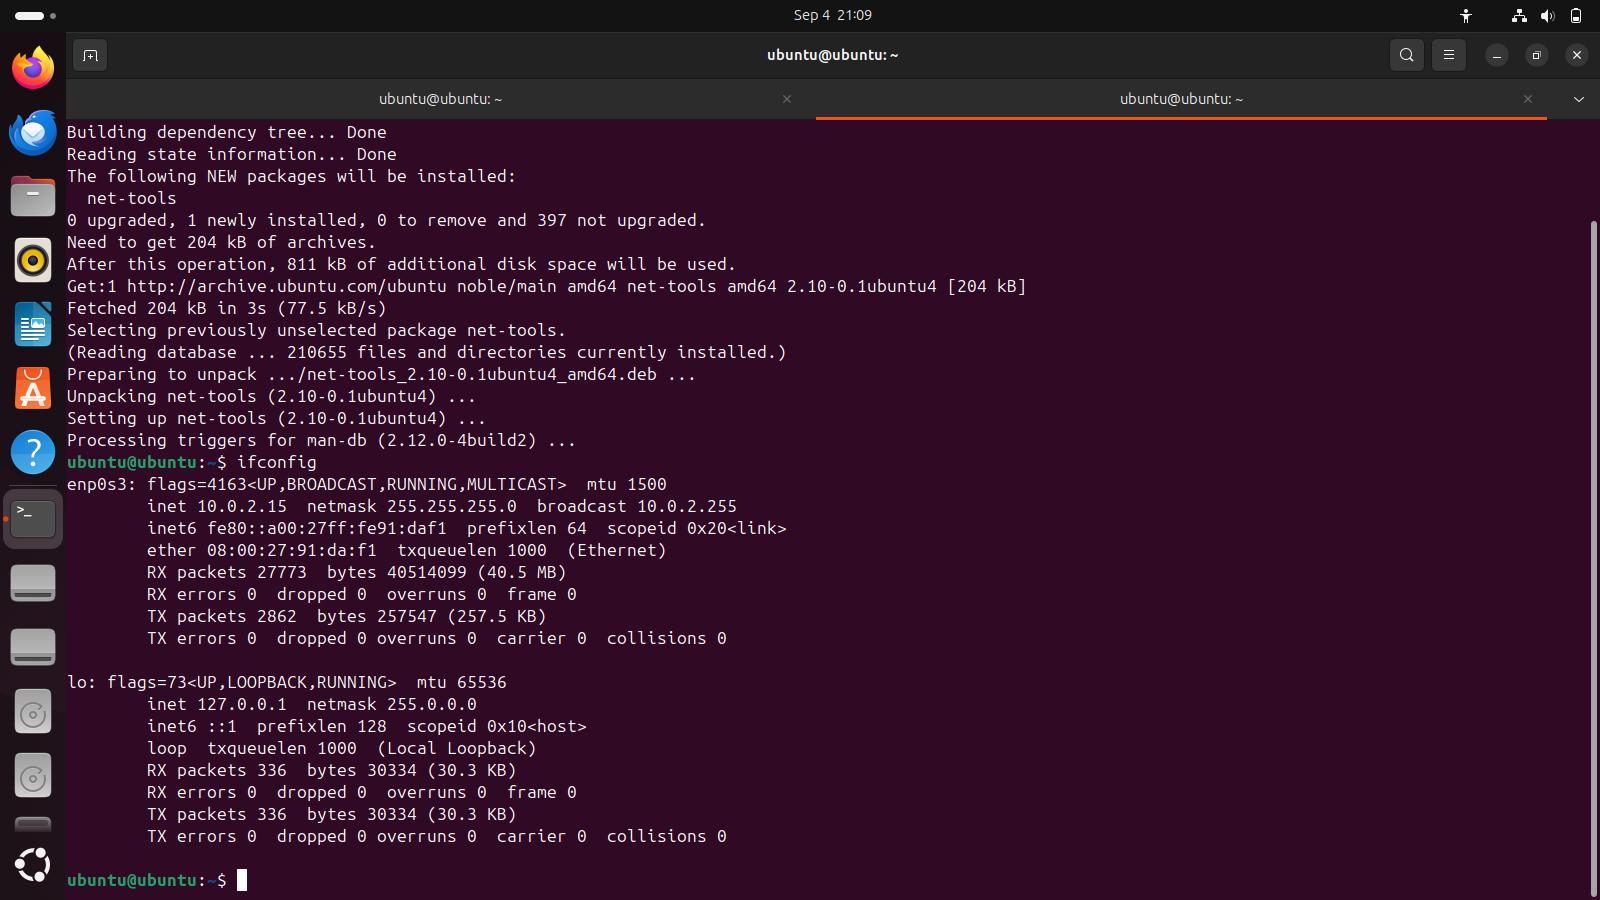 Sep 4 21:09
ubuntu@ubuntu: ~
ubuntu@ubuntu: ~
ubuntu@ubuntu: ~
Building dependency tree... Done
Reading state information... Done
The following NEW packages will be installed:
  net-tools
0 upgraded, 1 newly installed, 0 to remove and 397 not upgraded.
Need to get 204 kB of archives.
After this operation, 811 kB of additional disk space will be used.
Get:1 http://archive.ubuntu.com/ubuntu noble/main amd64 net-tools amd64 2.10-0.1ubuntu4 [204 kB]
Fetched 204 kB in 3s (77.5 kB/s)
Selecting previously unselected package net-tools.
(Reading database ... 210655 files and directories currently installed.)
Preparing to unpack .../net-tools_2.10-0.1ubuntu4_amd64.deb ...
Unpacking net-tools (2.10-0.1ubuntu4) ...
Setting up net-tools (2.10-0.1ubuntu4) ...
Processing triggers for man-db (2.12.0-4build2) ...
ubuntu@ubuntu:~$ ifconfig
enp0s3: flags=4163<UP,BROADCAST,RUNNING,MULTICAST>  mtu 1500
        inet 10.0.2.15  netmask 255.255.255.0  broadcast 10.0.2.255
        inet6 fe80::a00:27ff:fe91:daf1  prefixlen 64  scopeid 0x20<link>
        ether 08:00:27:91:da:f1  txqueuelen 1000  (Ethernet)
        RX packets 27773  bytes 40514099 (40.5 MB)
        RX errors 0  dropped 0  overruns 0  frame 0
        TX packets 2862  bytes 257547 (257.5 KB)
        TX errors 0  dropped 0 overruns 0  carrier 0  collisions 0

lo: flags=73<UP,LOOPBACK,RUNNING>  mtu 65536
        inet 127.0.0.1  netmask 255.0.0.0
        inet6 ::1  prefixlen 128  scopeid 0x10<host>
        loop  txqueuelen 1000  (Local Loopback)
        RX packets 336  bytes 30334 (30.3 KB)
        RX errors 0  dropped 0  overruns 0  frame 0
        TX packets 336  bytes 30334 (30.3 KB)
        TX errors 0  dropped 0 overruns 0  carrier 0  collisions 0

ubuntu@ubuntu:~$